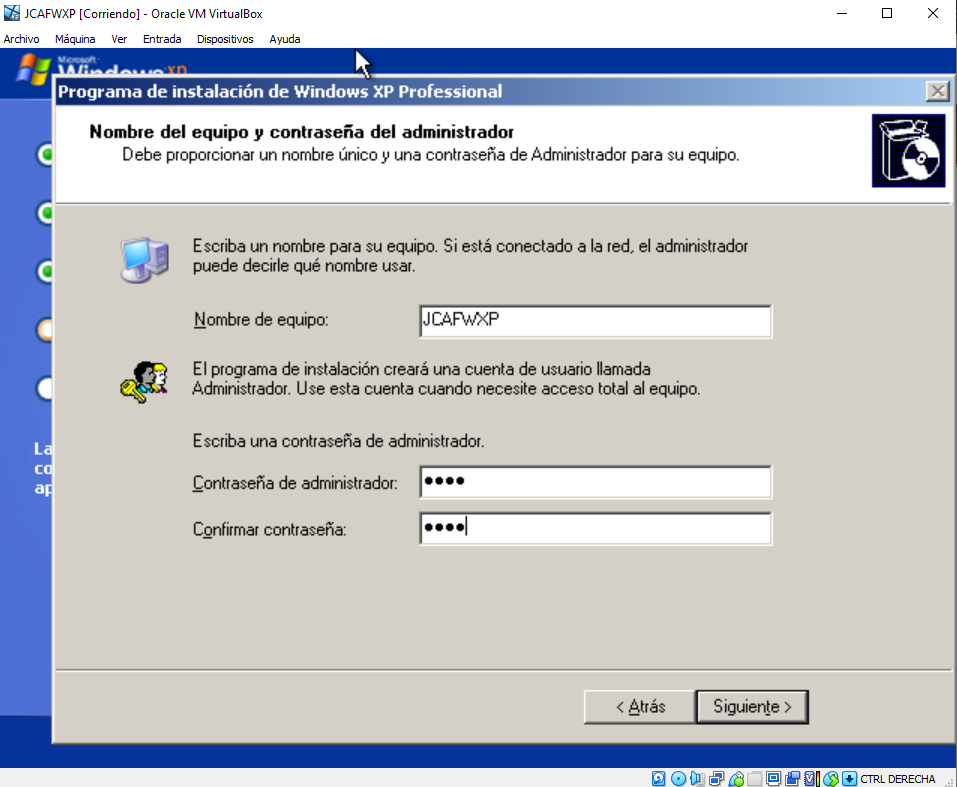 JCAFWXP [Corriendo] - Oracle VM VirtualBox
Archivo Máquina Ver Entrada Dispositivos Ayuda
Microsoft
Windows xp
Programa de instalación de Windows XP Professional
Nombre del equipo y contraseña del administrador
Debe proporcionar un nombre único y una contraseña de Administrador para su equipo.
Escriba un nombre para su equipo. Si está conectado a la red, el administrador
puede decirle qué nombre usar.
Nombre de equipo: JCAFWXP
El programa de instalación creará una cuenta de usuario llamada
Administrador. Use esta cuenta cuando necesite acceso total al equipo.
La
co
ap
Escriba una contraseña de administrador.
Contraseña de administrador: ••••
Confirmar contraseña: ••••
< Atrás Siguiente >
CTRL DERECHA